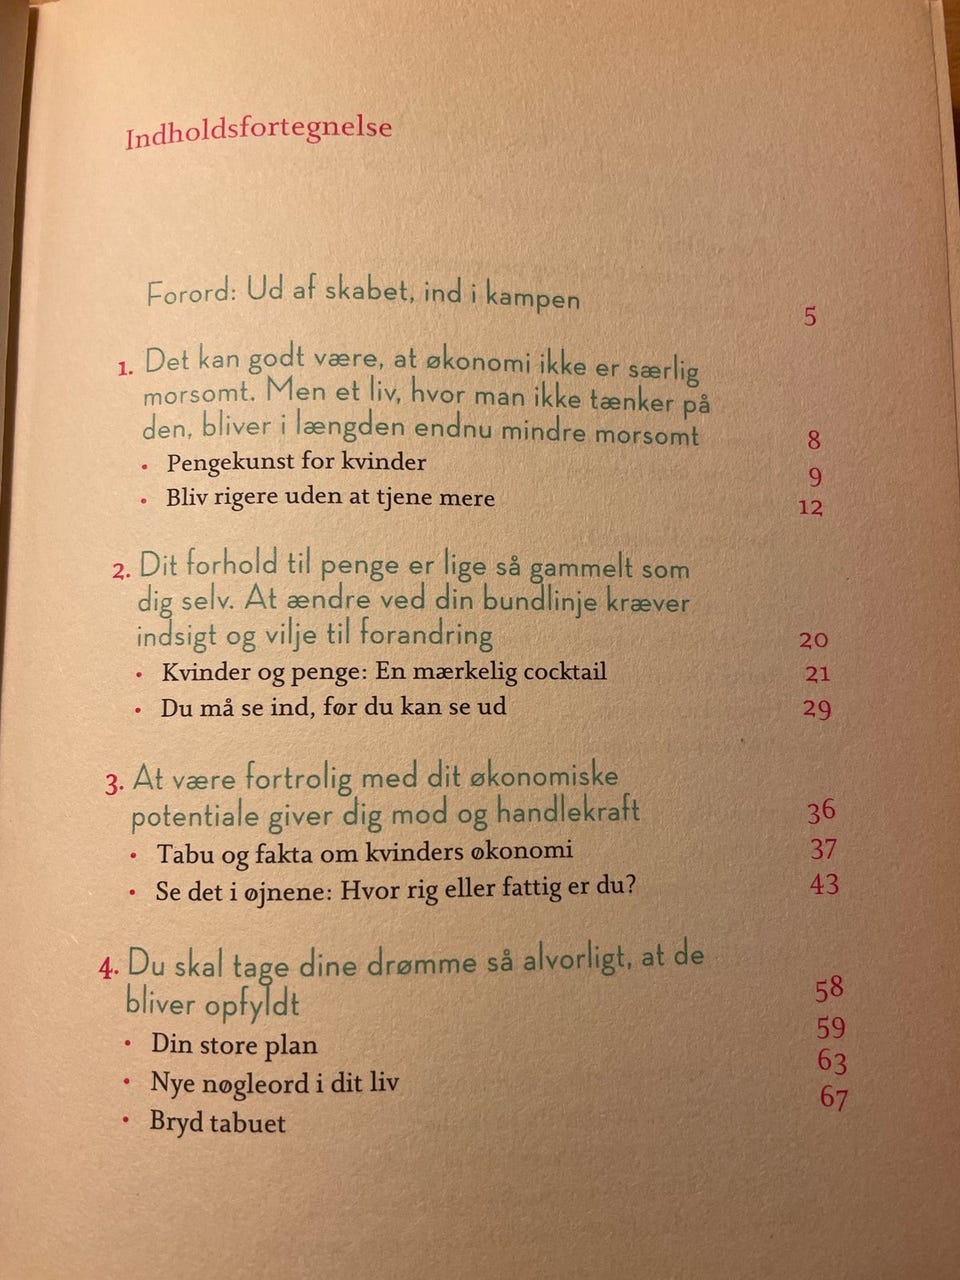 Indholdsfortegnelse
Forord: Ud af skabet, ind i kampen 5
1. Det kan godt være, at økonomi ikke er særlig
morsomt. Men et liv, hvor man ikke tænker på
den, bliver i længden endnu mindre morsomt 8
• Pengekunst for kvinder 9
• Bliv rigere uden at tjene mere 12
2. Dit forhold til penge er lige så gammelt som
dig selv. At ændre ved din bundlinje kræver
indsigt og vilje til forandring 20
• Kvinder og penge: En mærkelig cocktail 21
• Du må se ind, før du kan se ud 29
3. At være fortrolig med dit økonomiske
potentiale giver dig mod og handlekraft 36
• Tabu og fakta om kvinders økonomi 37
• Se det i øjnene: Hvor rig eller fattig er du? 43
4. Du skal tage dine drømme så alvorligt, at de
bliver opfyldt 58
• Din store plan 59
• Nye nøgleord i dit liv 63
• Bryd tabuet 67